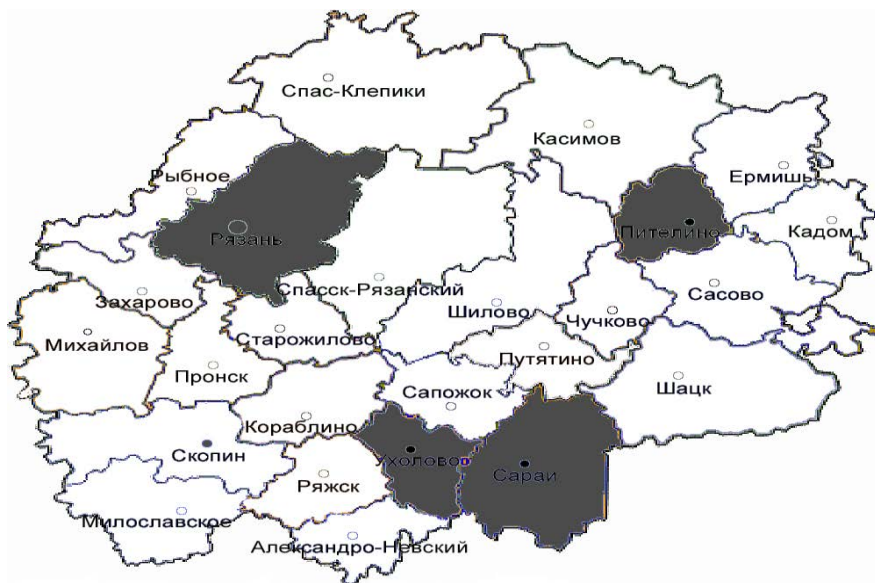 Спас-Клепики
Касимов
Рыбное
Ермишь
Рязань
Пителино
Кадом
Захарово
Спасск-Рязанский
Сасово
Михайлов
Старожилово
Шилово
Чучково
Пронск
Путятино
Шацк
Сапожок
Кораблино
Скопин
Ухолово
Сараи
Ряжск
Милославское
Александро-Невский